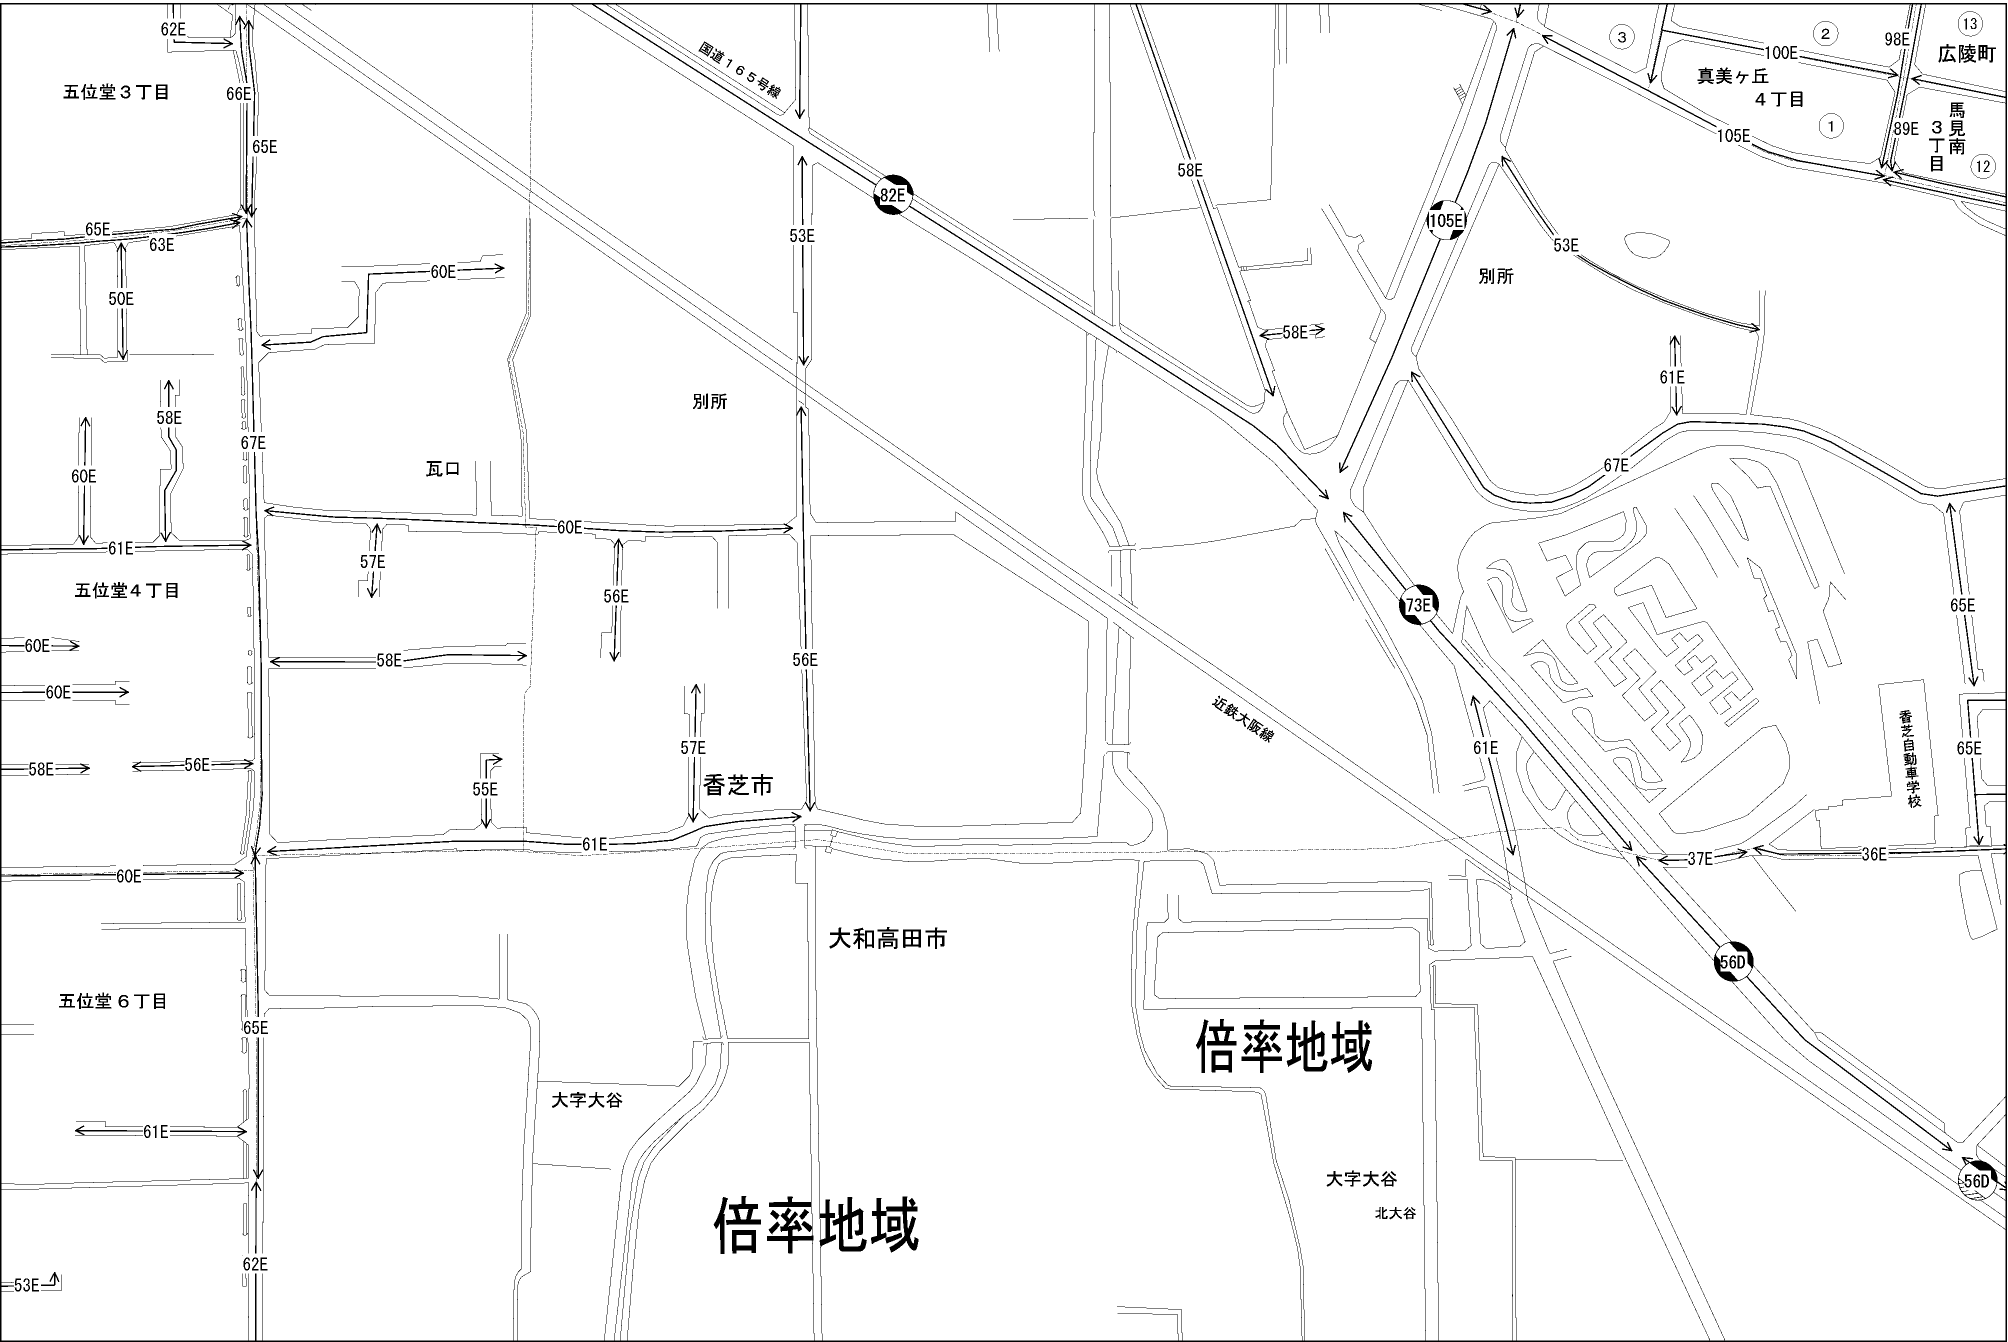 62E
66E
65E
五位堂３丁目
国道１６５号線
３
２
13
広陵町
98E
100E
真美ヶ丘
４丁目
１
89E
馬見南
３丁目
12
105E
58E
82E
105E
53E
53E
別所
65E
63E
50E
60E
58E
61E
別所
58E
67E
60E
瓦口
67E
60E
61E
57E
56E
五位堂４丁目
73E
65E
60E
58E
56E
60E
近鉄大阪線
61E
香芝自動車学校
65E
58E
56E
57E
55E
香芝市
61E
37E
36E
60E
大和高田市
56D
五位堂６丁目
65E
倍率地域
大字大谷
61E
大字大谷
北大谷
56D
倍率地域
62E
53E